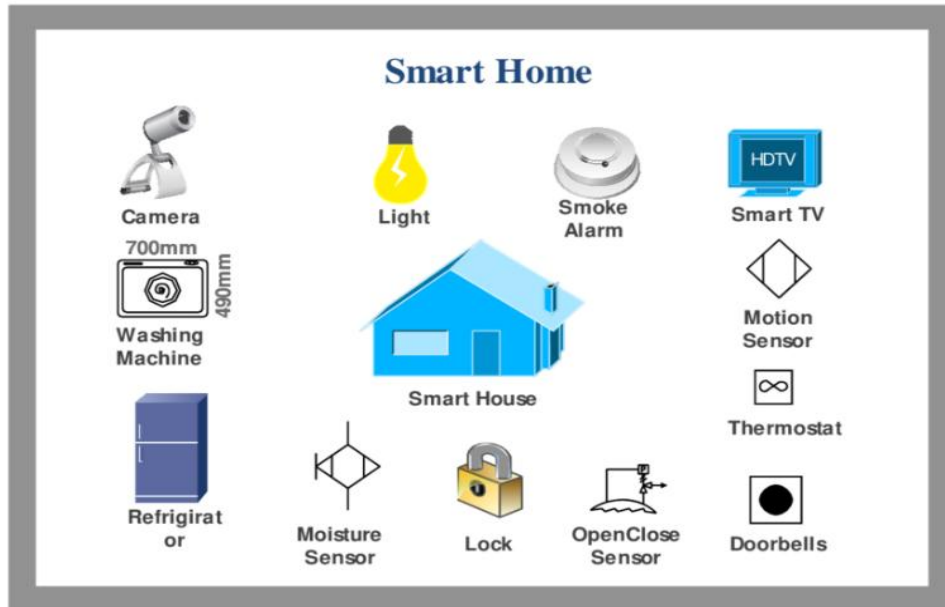 Smart Home
Camera
Light
Smoke
Alarm
HDTV
Smart TV
700mm
490mm
Washing
Machine
Smart House
Motion
Sensor
Thermostat
Refrigirat
or
Moisture
Sensor
Lock
P
OpenClose
Sensor
Doorbells